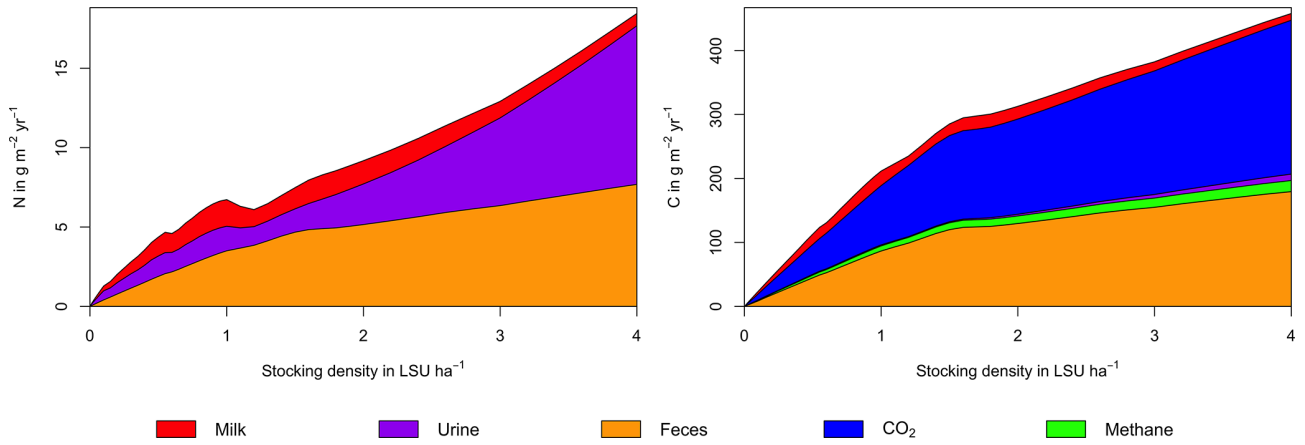 N in g m⁻² yr⁻¹
15
10
5
0
0 1 2 3 4
Stocking density in LSU ha⁻¹
C in g m⁻² yr⁻¹
400
300
200
100
0
0 1 2 3 4
Stocking density in LSU ha⁻¹
Milk Urine Feces CO₂ Methane